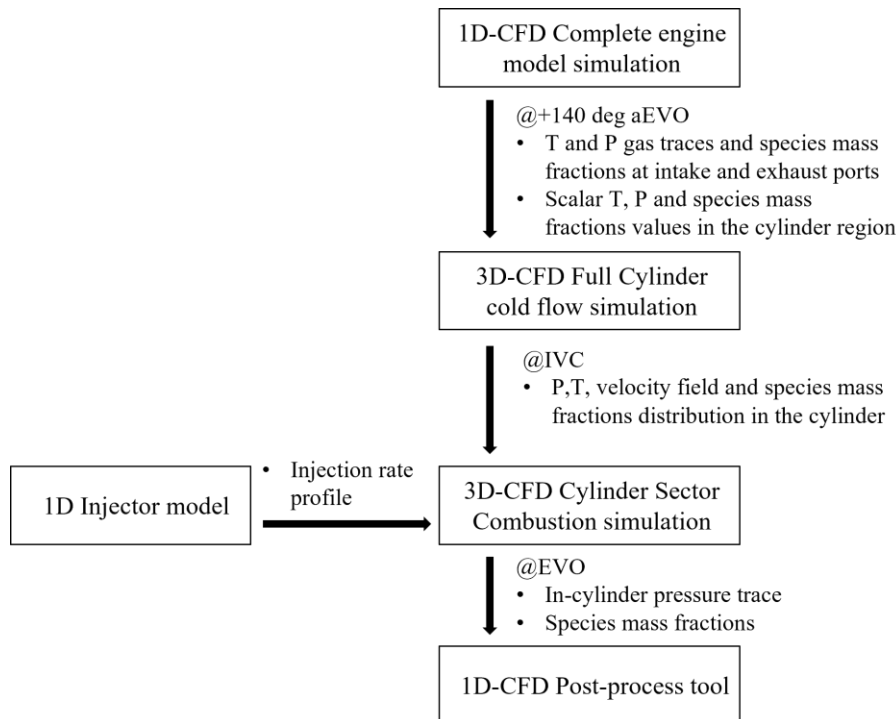 1D-CFD Complete engine
model simulation
@+140 deg aEVO
• T and P gas traces and species mass
fractions at intake and exhaust ports
• Scalar T, P and species mass
fractions values in the cylinder region
3D-CFD Full Cylinder
cold flow simulation
@IVC
• P,T, velocity field and species mass
fractions distribution in the cylinder
1D Injector model
• Injection rate
profile
3D-CFD Cylinder Sector
Combustion simulation
@EVO
• In-cylinder pressure trace
• Species mass fractions
1D-CFD Post-process tool